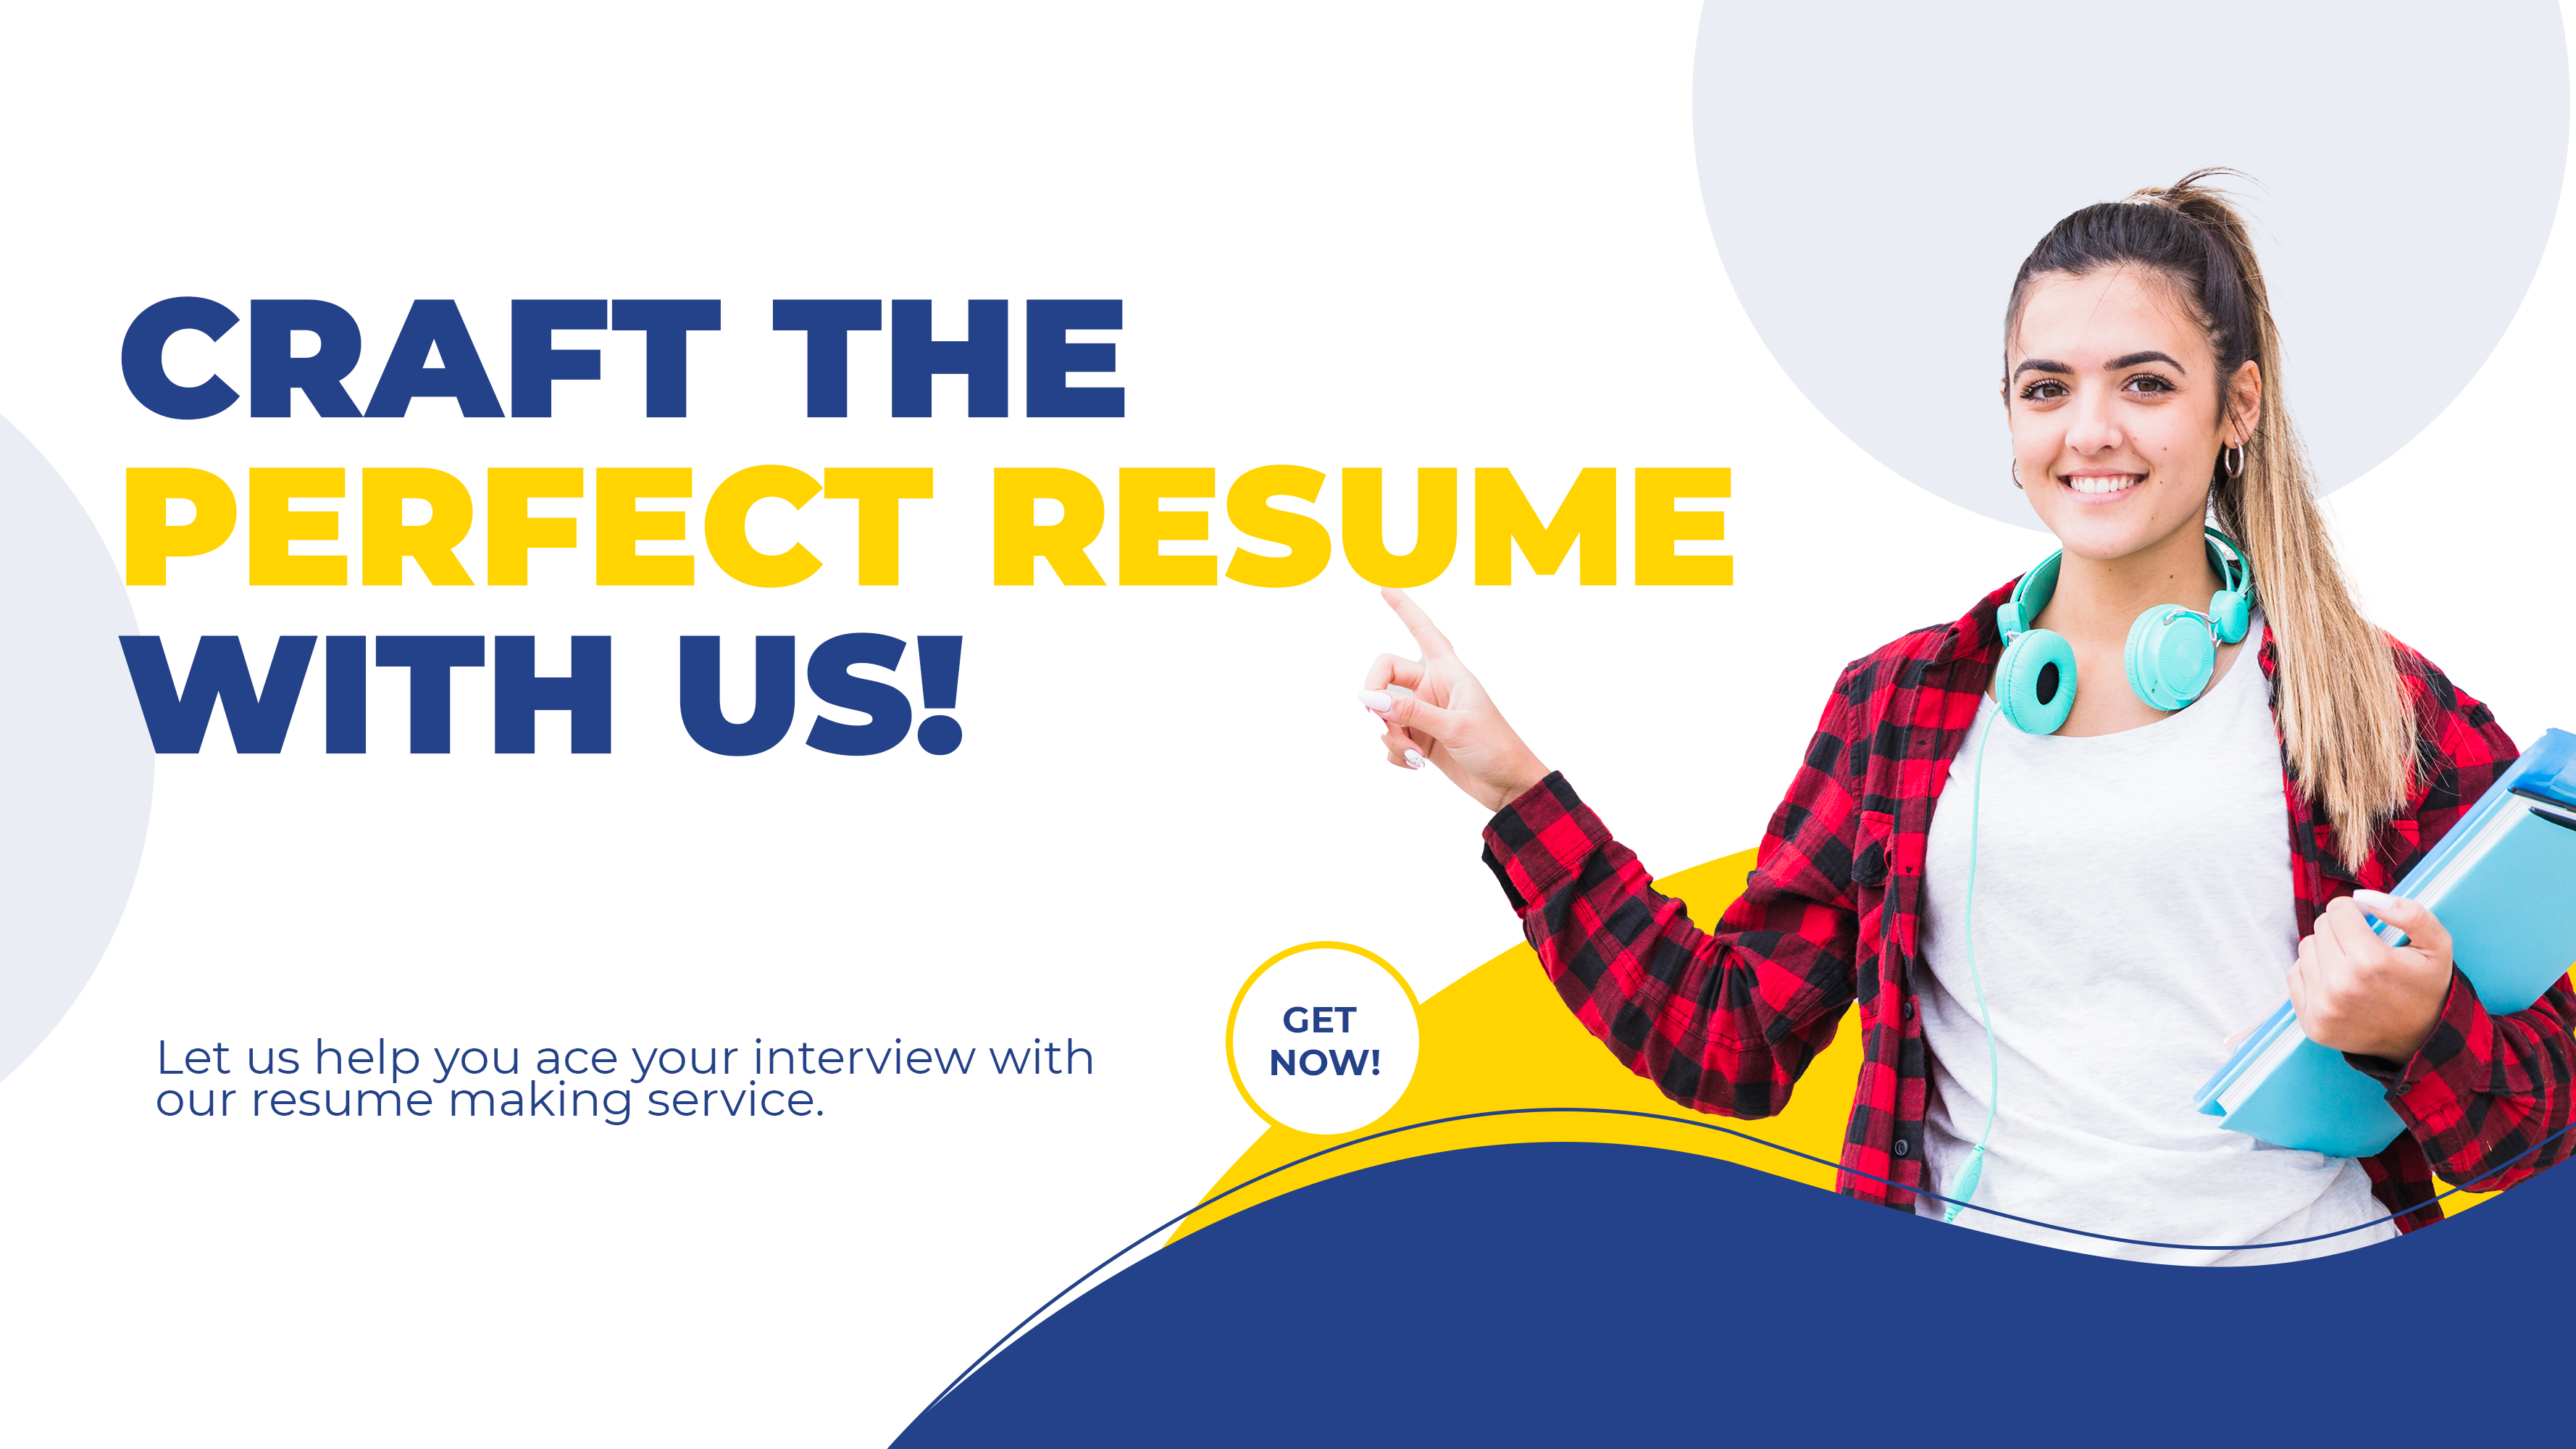 CRAFT THE
PERFECT RESUME
WITH US!
Let us help you ace your interview with
our resume making service.
GET
NOW!